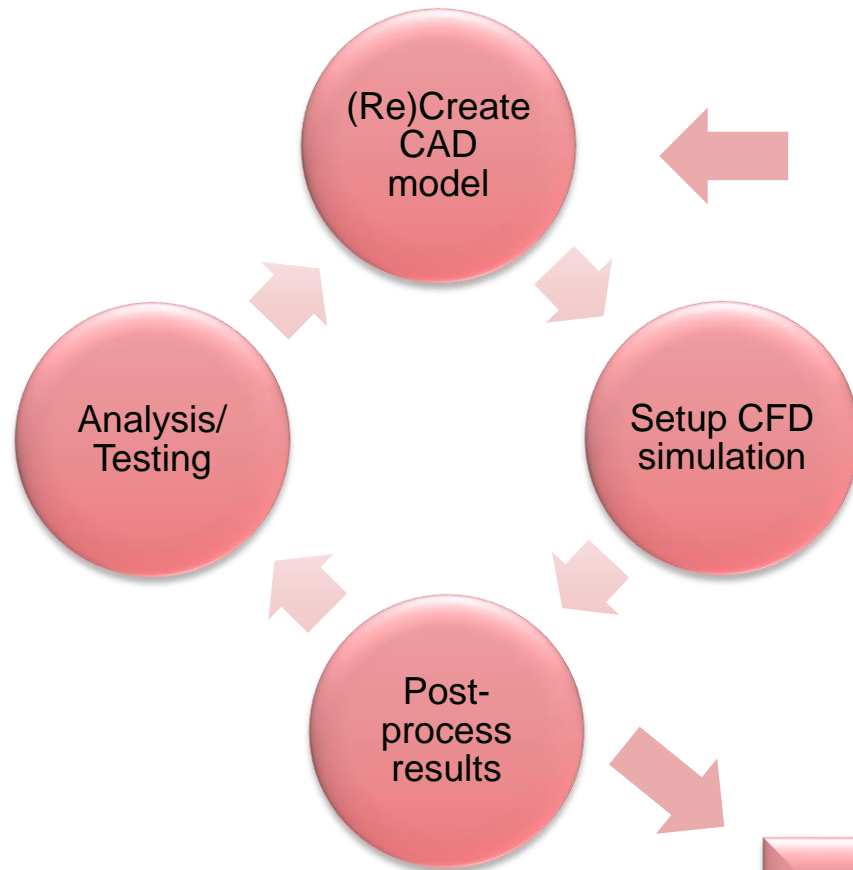 (Re)Create
CAD
model
Setup CFD
simulation
Analysis/
Testing
Post-
process
results